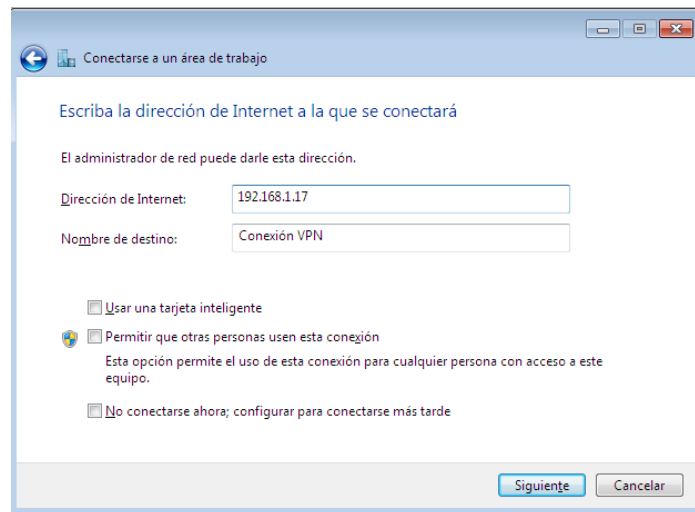 Conectarse a un área de trabajo
Escriba la dirección de Internet a la que se conectará
El administrador de red puede darle esta dirección.
Dirección de Internet: 192.168.1.17
Nombre de destino: Conexión VPN
Usar una tarjeta inteligente
Permitir que otras personas usen esta conexión
Esta opción permite el uso de esta conexión para cualquier persona con acceso a este
equipo.
No conectarse ahora; configurar para conectarse más tarde
Siguiente Cancelar